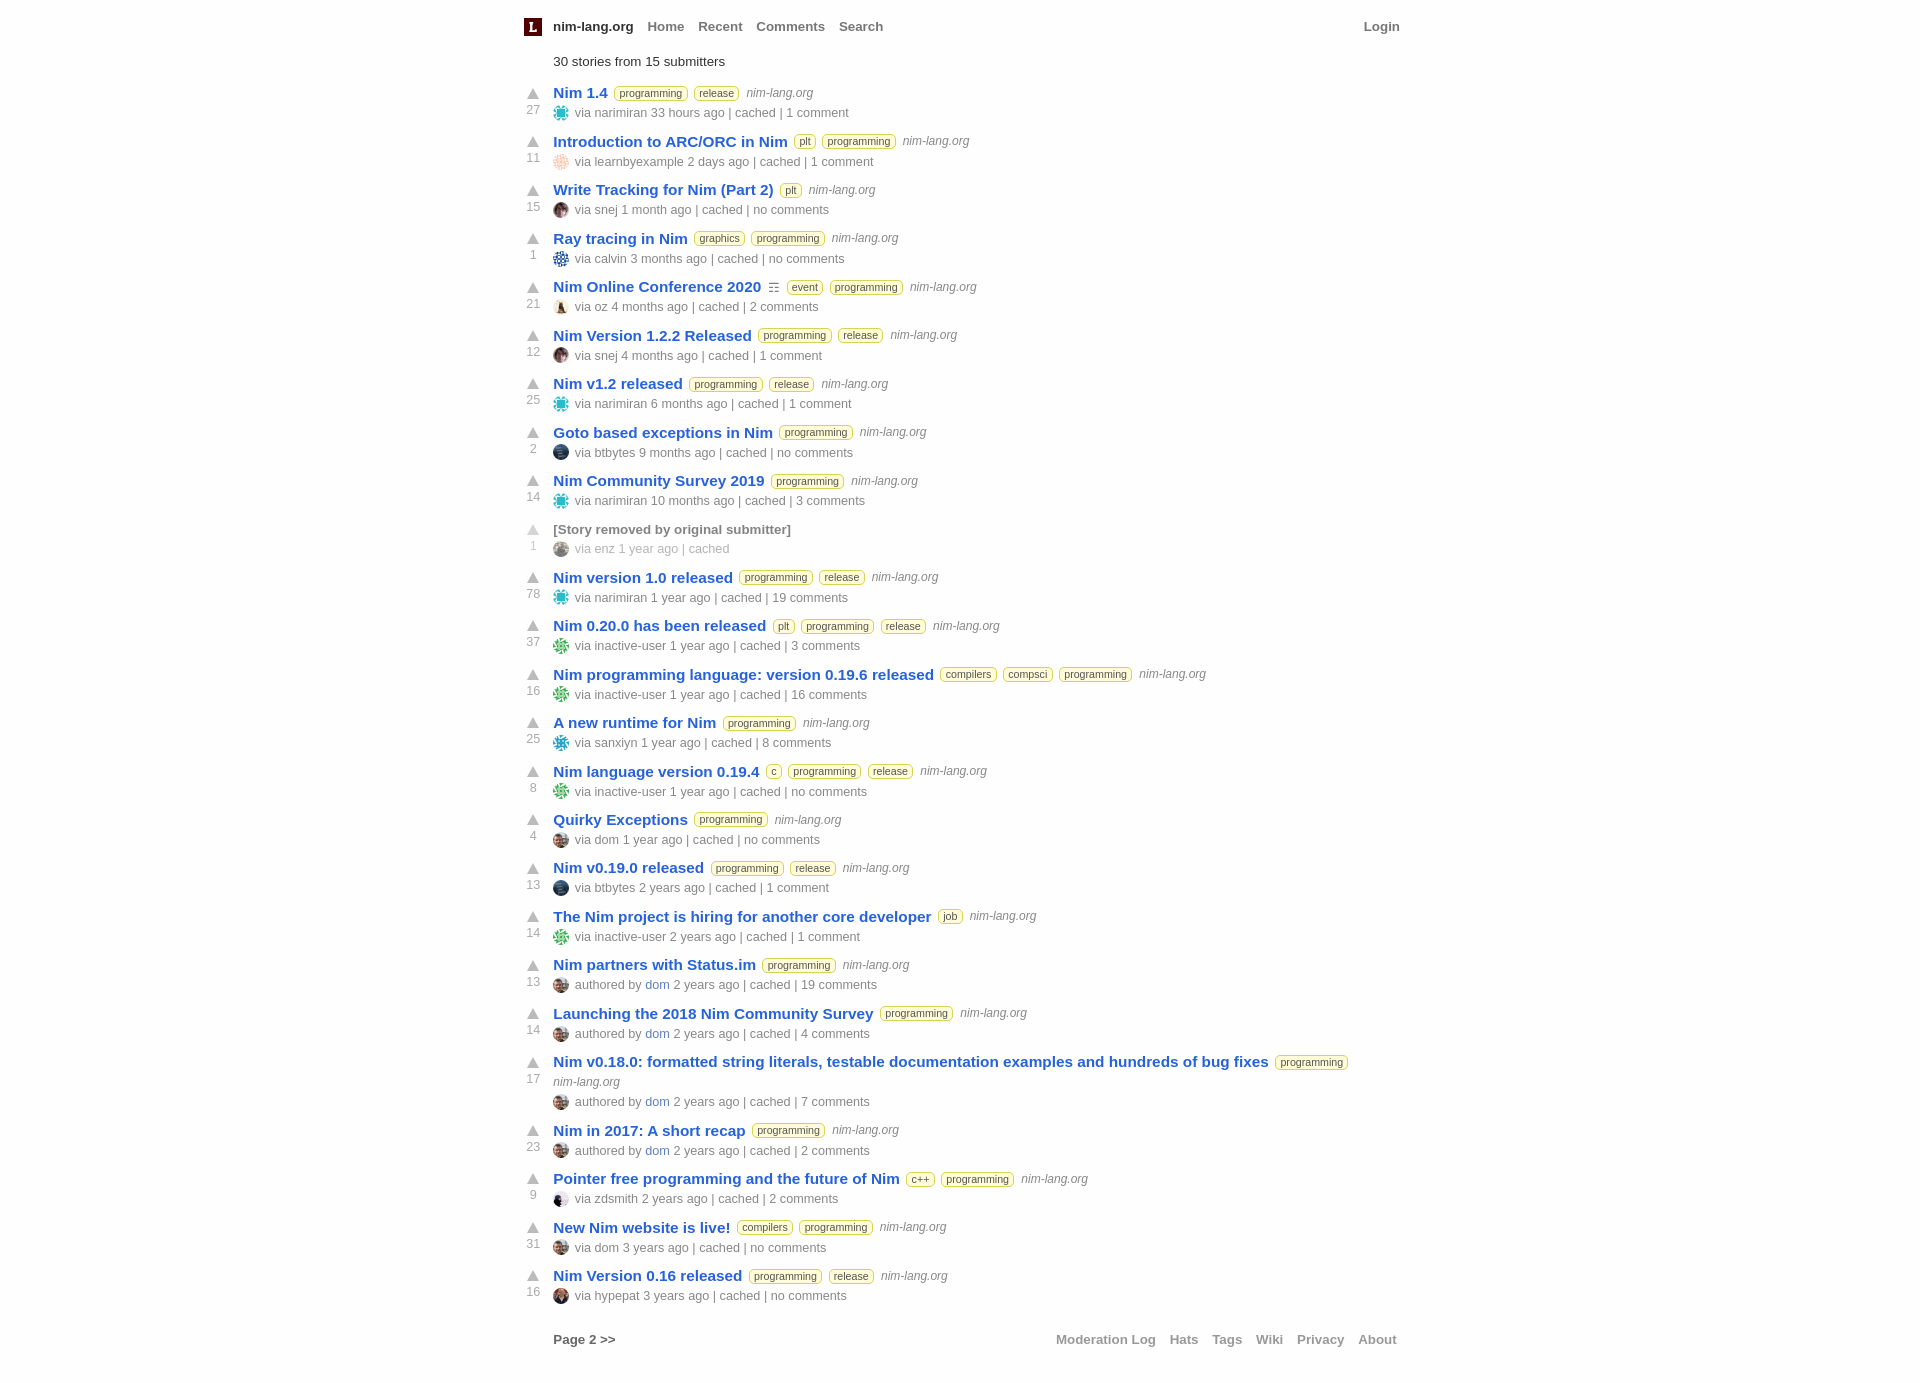 L nim-lang.org Home Recent Comments Search Login
30 stories from 15 submitters
Nim 1.4 programming release nim-lang.org
27
via narimiran 33 hours ago | cached | 1 comment
Introduction to ARC/ORC in Nim plt programming nim-lang.org
11
via learnbyexample 2 days ago | cached | 1 comment
Write Tracking for Nim (Part 2) plt nim-lang.org
15
via snej 1 month ago | cached | no comments
Ray tracing in Nim graphics programming nim-lang.org
1
via calvin 3 months ago | cached | no comments
Nim Online Conference 2020 ☶ event programming nim-lang.org
21
via oz 4 months ago | cached | 2 comments
Nim Version 1.2.2 Released programming release nim-lang.org
12
via snej 4 months ago | cached | 1 comment
Nim v1.2 released programming release nim-lang.org
25
via narimiran 6 months ago | cached | 1 comment
Goto based exceptions in Nim programming nim-lang.org
2
via btbytes 9 months ago | cached | no comments
Nim Community Survey 2019 programming nim-lang.org
14
via narimiran 10 months ago | cached | 3 comments
[Story removed by original submitter]
1
via enz 1 year ago | cached
Nim version 1.0 released programming release nim-lang.org
78
via narimiran 1 year ago | cached | 19 comments
Nim 0.20.0 has been released plt programming release nim-lang.org
37
via inactive-user 1 year ago | cached | 3 comments
Nim programming language: version 0.19.6 released compilers compsci programming nim-lang.org
16
via inactive-user 1 year ago | cached | 16 comments
A new runtime for Nim programming nim-lang.org
25
via sanxiyn 1 year ago | cached | 8 comments
Nim language version 0.19.4 c programming release nim-lang.org
8
via inactive-user 1 year ago | cached | no comments
Quirky Exceptions programming nim-lang.org
4
via dom 1 year ago | cached | no comments
Nim v0.19.0 released programming release nim-lang.org
13
via btbytes 2 years ago | cached | 1 comment
The Nim project is hiring for another core developer job nim-lang.org
14
via inactive-user 2 years ago | cached | 1 comment
Nim partners with Status.im programming nim-lang.org
13
authored by dom 2 years ago | cached | 19 comments
Launching the 2018 Nim Community Survey programming nim-lang.org
14
authored by dom 2 years ago | cached | 4 comments
Nim v0.18.0: formatted string literals, testable documentation examples and hundreds of bug fixes programming
17
nim-lang.org
authored by dom 2 years ago | cached | 7 comments
Nim in 2017: A short recap programming nim-lang.org
23
authored by dom 2 years ago | cached | 2 comments
Pointer free programming and the future of Nim c++ programming nim-lang.org
9
via zdsmith 2 years ago | cached | 2 comments
New Nim website is live! compilers programming nim-lang.org
31
via dom 3 years ago | cached | no comments
Nim Version 0.16 released programming release nim-lang.org
16
via hypepat 3 years ago | cached | no comments
Page 2 >> Moderation Log Hats Tags Wiki Privacy About